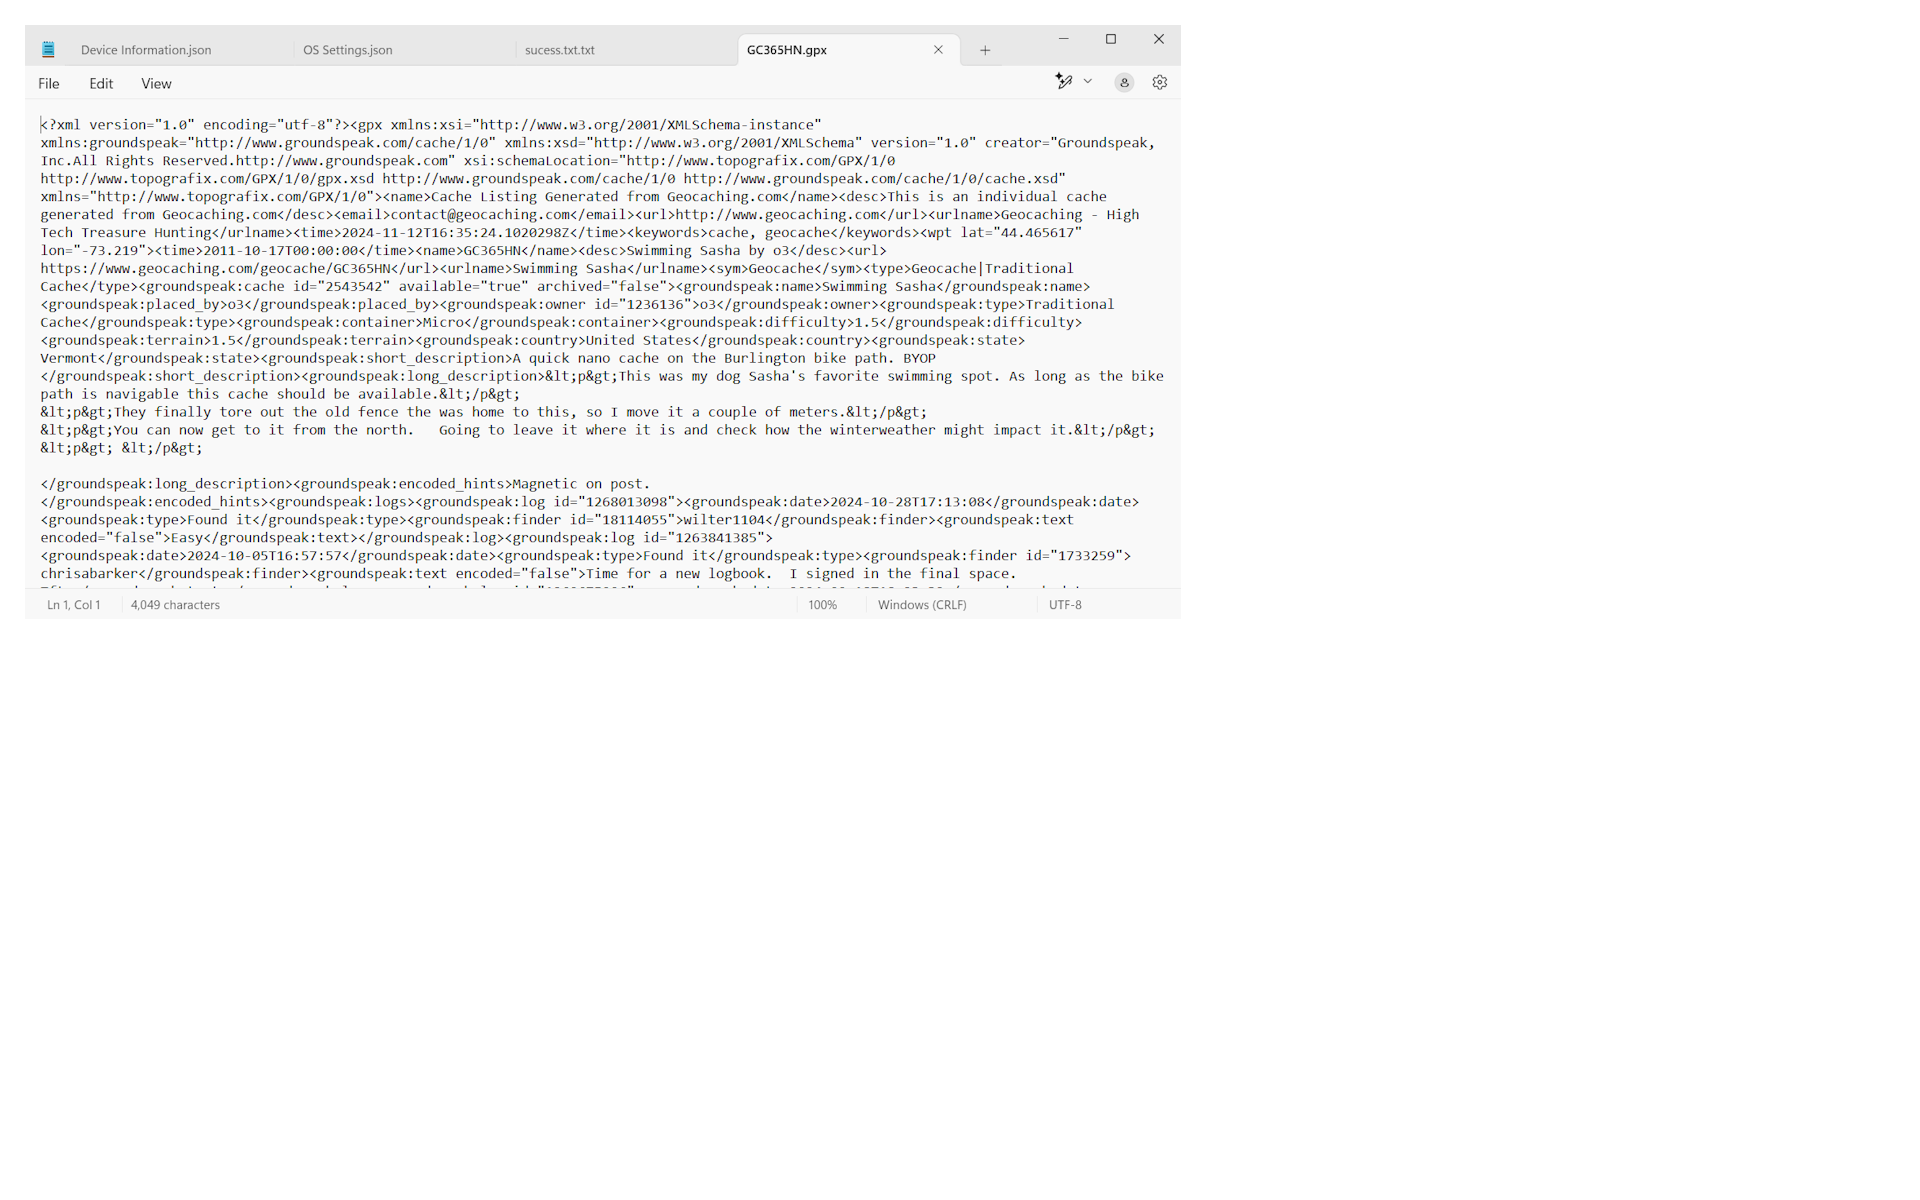 Device Information.json
OS Settings.json
sucess.txt.txt
GC365HN.gpx
File
Edit
View
<?xml version="1.0" encoding="utf-8"?><gpx xmlns:xsi="http://www.w3.org/2001/XMLSchema-instance"
xmlns:groundspeak="http://www.groundspeak.com/cache/1/0" xmlns:xsd="http://www.w3.org/2001/XMLSchema" version="1.0" creator="Groundspeak,
Inc.All Rights Reserved.http://www.groundspeak.com" xsi:schemaLocation="http://www.topografix.com/GPX/1/0
http://www.topografix.com/GPX/1/0/gpx.xsd http://www.groundspeak.com/cache/1/0 http://www.groundspeak.com/cache/1/0/cache.xsd"
xmlns="http://www.topografix.com/GPX/1/0"><name>Cache Listing Generated from Geocaching.com</name><desc>This is an individual cache
generated from Geocaching.com</desc><email>contact@geocaching.com</email><url>http://www.geocaching.com</url><urlname>Geocaching - High
Tech Treasure Hunting</urlname><time>2024-11-12T16:35:24.1020298Z</time><keywords>cache, geocache</keywords><wpt lat="44.465617"
lon="-73.219"><time>2011-10-17T00:00:00</time><name>GC365HN</name><desc>Swimming Sasha by o3</desc><url>
https://www.geocaching.com/geocache/GC365HN</url><urlname>Swimming Sasha</urlname><sym>Geocache</sym><type>Geocache|Traditional
Cache</type><groundspeak:cache id="2543542" available="true" archived="false"><groundspeak:name>Swimming Sasha</groundspeak:name>
<groundspeak:placed_by>o3</groundspeak:placed_by><groundspeak:owner id="1236136">o3</groundspeak:owner><groundspeak:type>Traditional
Cache</groundspeak:type><groundspeak:container>Micro</groundspeak:container><groundspeak:difficulty>1.5</groundspeak:difficulty>
<groundspeak:terrain>1.5</groundspeak:terrain><groundspeak:country>United States</groundspeak:country><groundspeak:state>
Vermont</groundspeak:state><groundspeak:short_description>A quick nano cache on the Burlington bike path. BYOP
</groundspeak:short_description><groundspeak:long_description>&lt;p&gt;This was my dog Sasha's favorite swimming spot. As long as the bike
path is navigable this cache should be available.&lt;/p&gt;
&lt;p&gt;They finally tore out the old fence the was home to this, so I move it a couple of meters.&lt;/p&gt;
&lt;p&gt;You can now get to it from the north.   Going to leave it where it is and check how the winterweather might impact it.&lt;/p&gt;
&lt;p&gt; &lt;/p&gt;
</groundspeak:long_description><groundspeak:encoded_hints>Magnetic on post.
</groundspeak:encoded_hints><groundspeak:logs><groundspeak:log id="1268013098"><groundspeak:date>2024-10-28T17:13:08</groundspeak:date>
<groundspeak:type>Found it</groundspeak:type><groundspeak:finder id="18114055">wilter1104</groundspeak:finder><groundspeak:text
encoded="false">Easy</groundspeak:text></groundspeak:log><groundspeak:log id="1263841385">
<groundspeak:date>2024-10-05T16:57:57</groundspeak:date><groundspeak:type>Found it</groundspeak:type><groundspeak:finder id="1733259">
chrisabarker</groundspeak:finder><groundspeak:text encoded="false">Time for a new logbook.  I signed in the final space.
Ln 1, Col 1
4,049 characters
100%
Windows (CRLF)
UTF-8